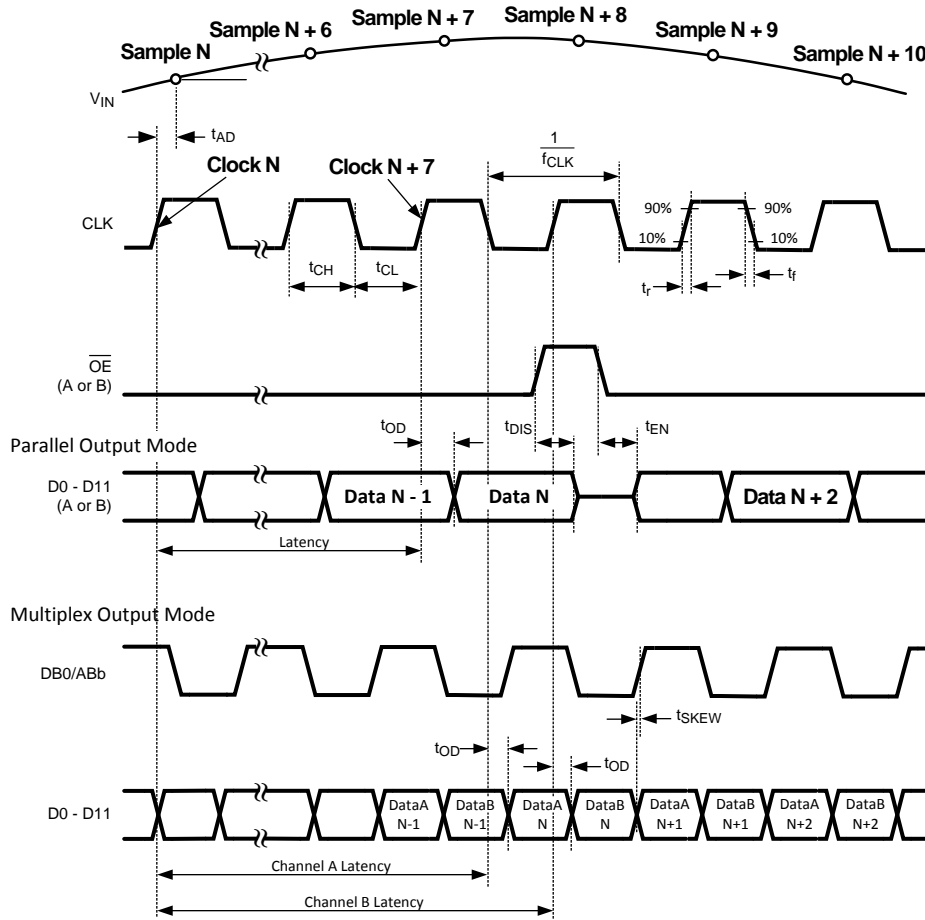 Sample N
Sample N + 6
Sample N + 7
Sample N + 8
Sample N + 9
Sample N + 10
VIN
tAD
Clock N
Clock N + 7
1
fCLK
CLK
90%
10%
90%
10%
tCH
tCL
tr
tf
OE
(A or B)
tOD
tDIS
tEN
Parallel Output Mode
D0 - D11
(A or B)
Data N - 1
Data N
Data N + 2
Latency
Multiplex Output Mode
DB0/ABb
tSKEW
tOD
tOD
D0 - D11
DataA
N-1
DataB
N-1
DataA
N
DataB
N
DataA
N+1
DataB
N+1
DataA
N+2
DataB
N+2
Channel A Latency
Channel B Latency